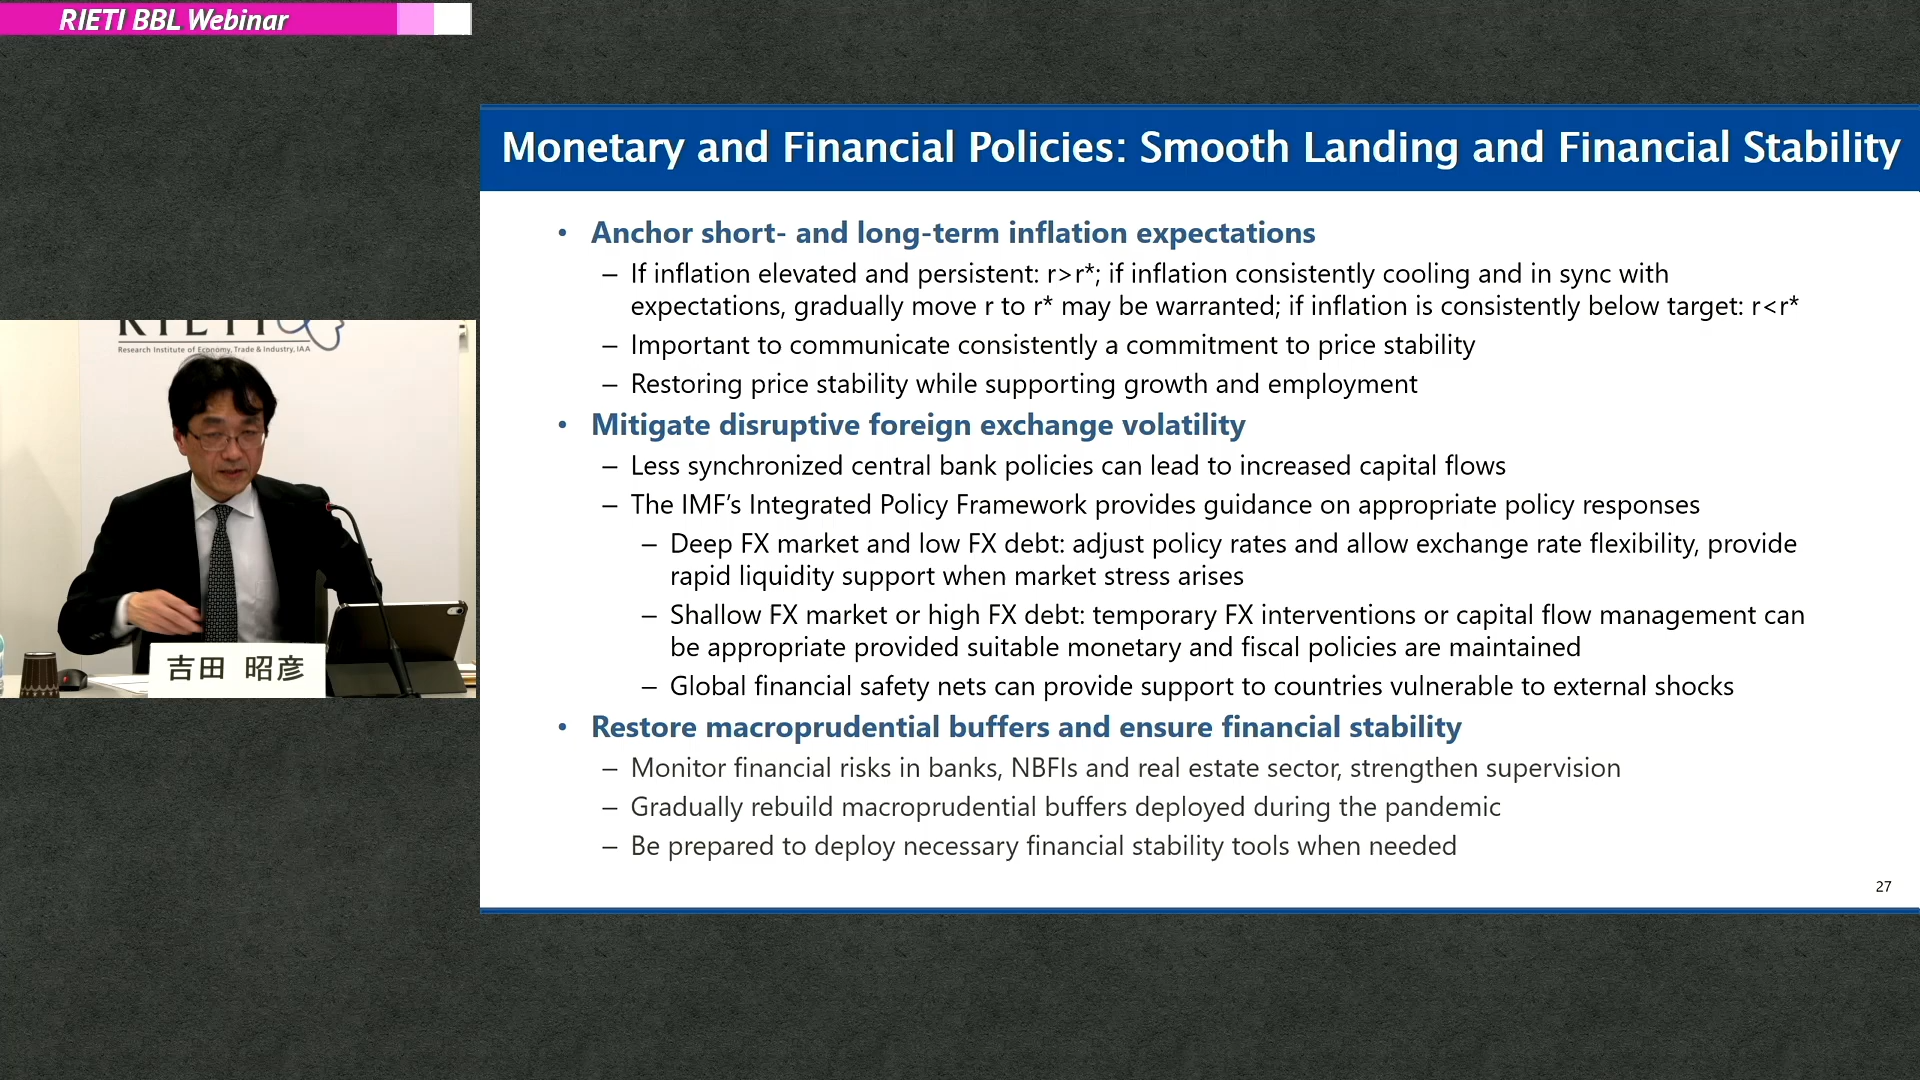 RIETI BBL Webinar
Monetary and Financial Policies: Smooth Landing and Financial Stability
• Anchor short- and long-term inflation expectations
– If inflation elevated and persistent: r>r*; if inflation consistently cooling and in sync with
expectations, gradually move r to r* may be warranted; if inflation is consistently below target: r<r*
– Important to communicate consistently a commitment to price stability
– Restoring price stability while supporting growth and employment
• Mitigate disruptive foreign exchange volatility
– Less synchronized central bank policies can lead to increased capital flows
– The IMF’s Integrated Policy Framework provides guidance on appropriate policy responses
– Deep FX market and low FX debt: adjust policy rates and allow exchange rate flexibility, provide
rapid liquidity support when market stress arises
– Shallow FX market or high FX debt: temporary FX interventions or capital flow management can
be appropriate provided suitable monetary and fiscal policies are maintained
– Global financial safety nets can provide support to countries vulnerable to external shocks
• Restore macroprudential buffers and ensure financial stability
– Monitor financial risks in banks, NBFIs and real estate sector, strengthen supervision
– Gradually rebuild macroprudential buffers deployed during the pandemic
– Be prepared to deploy necessary financial stability tools when needed
27
RIETI
Research Institute of Economy, Trade & Industry, IAA
吉田 昭彦